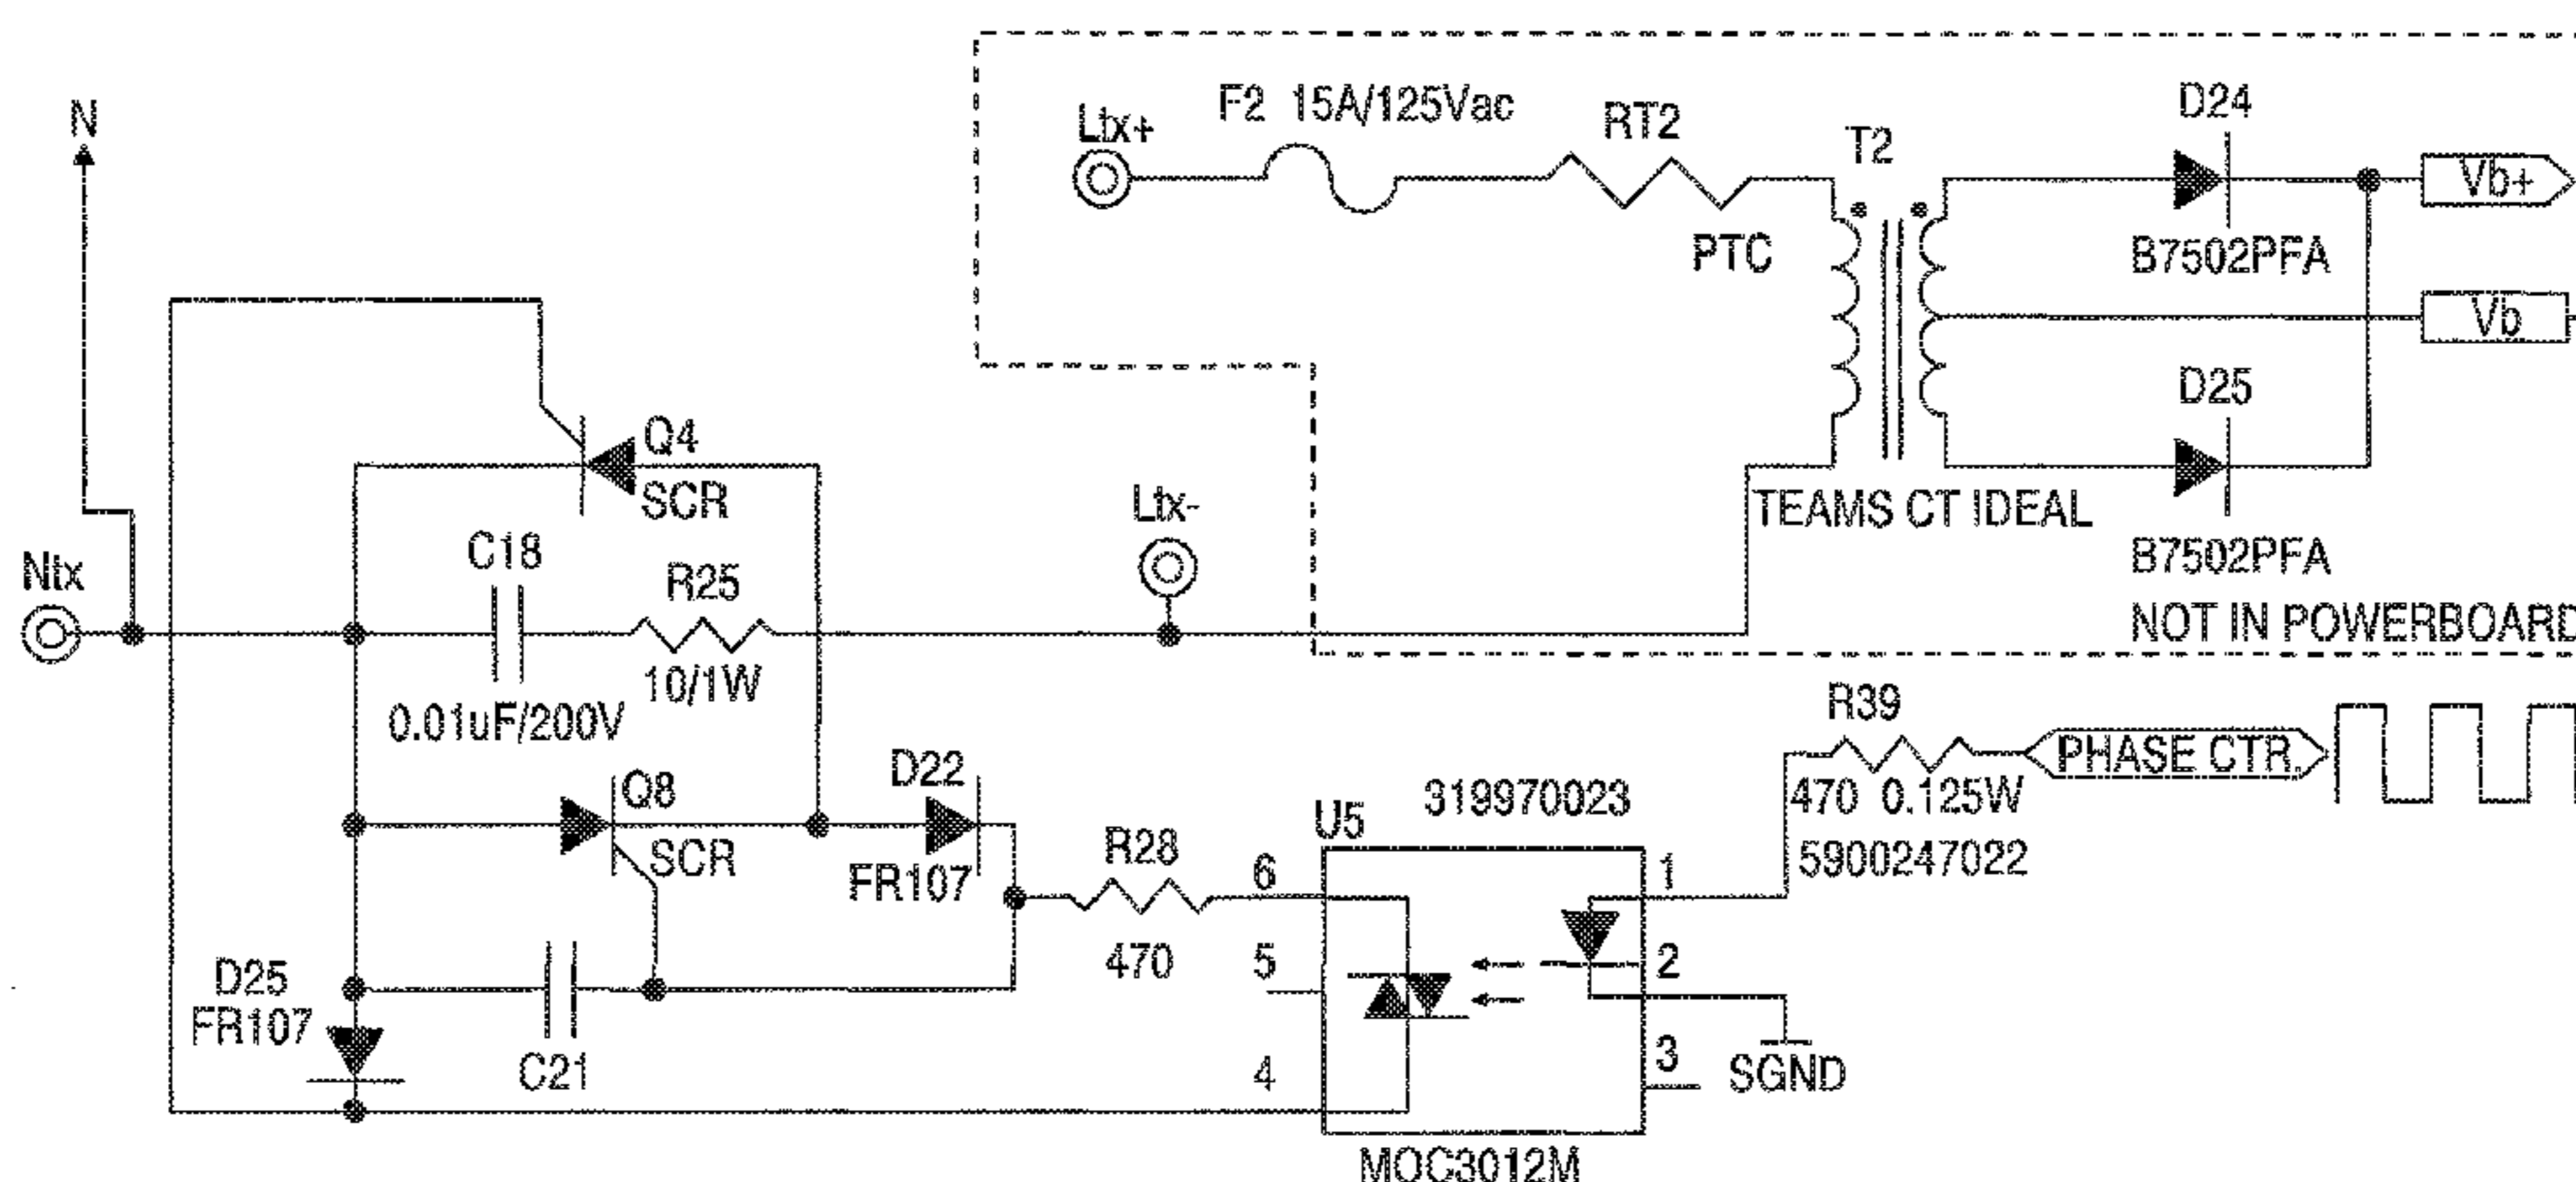 N
Ltx+
F2 15A/125Vac
RT2
PTC
T2
D24
B7502PFA
Vb+
Vb
D25
B7502PFA
TEAMS CT IDEAL
NOT IN POWERBOARD
Q4
SCR
Ltx-
Ntx
C18
R25
10/1W
0.01uF/200V
Q8
SCR
D22
FR107
R28
470
D25
FR107
C21
U5
319970023
6
5
4
1
2
3
MOC3012M
R39
470 0.125W
5900247022
PHASE CTR.
SGND